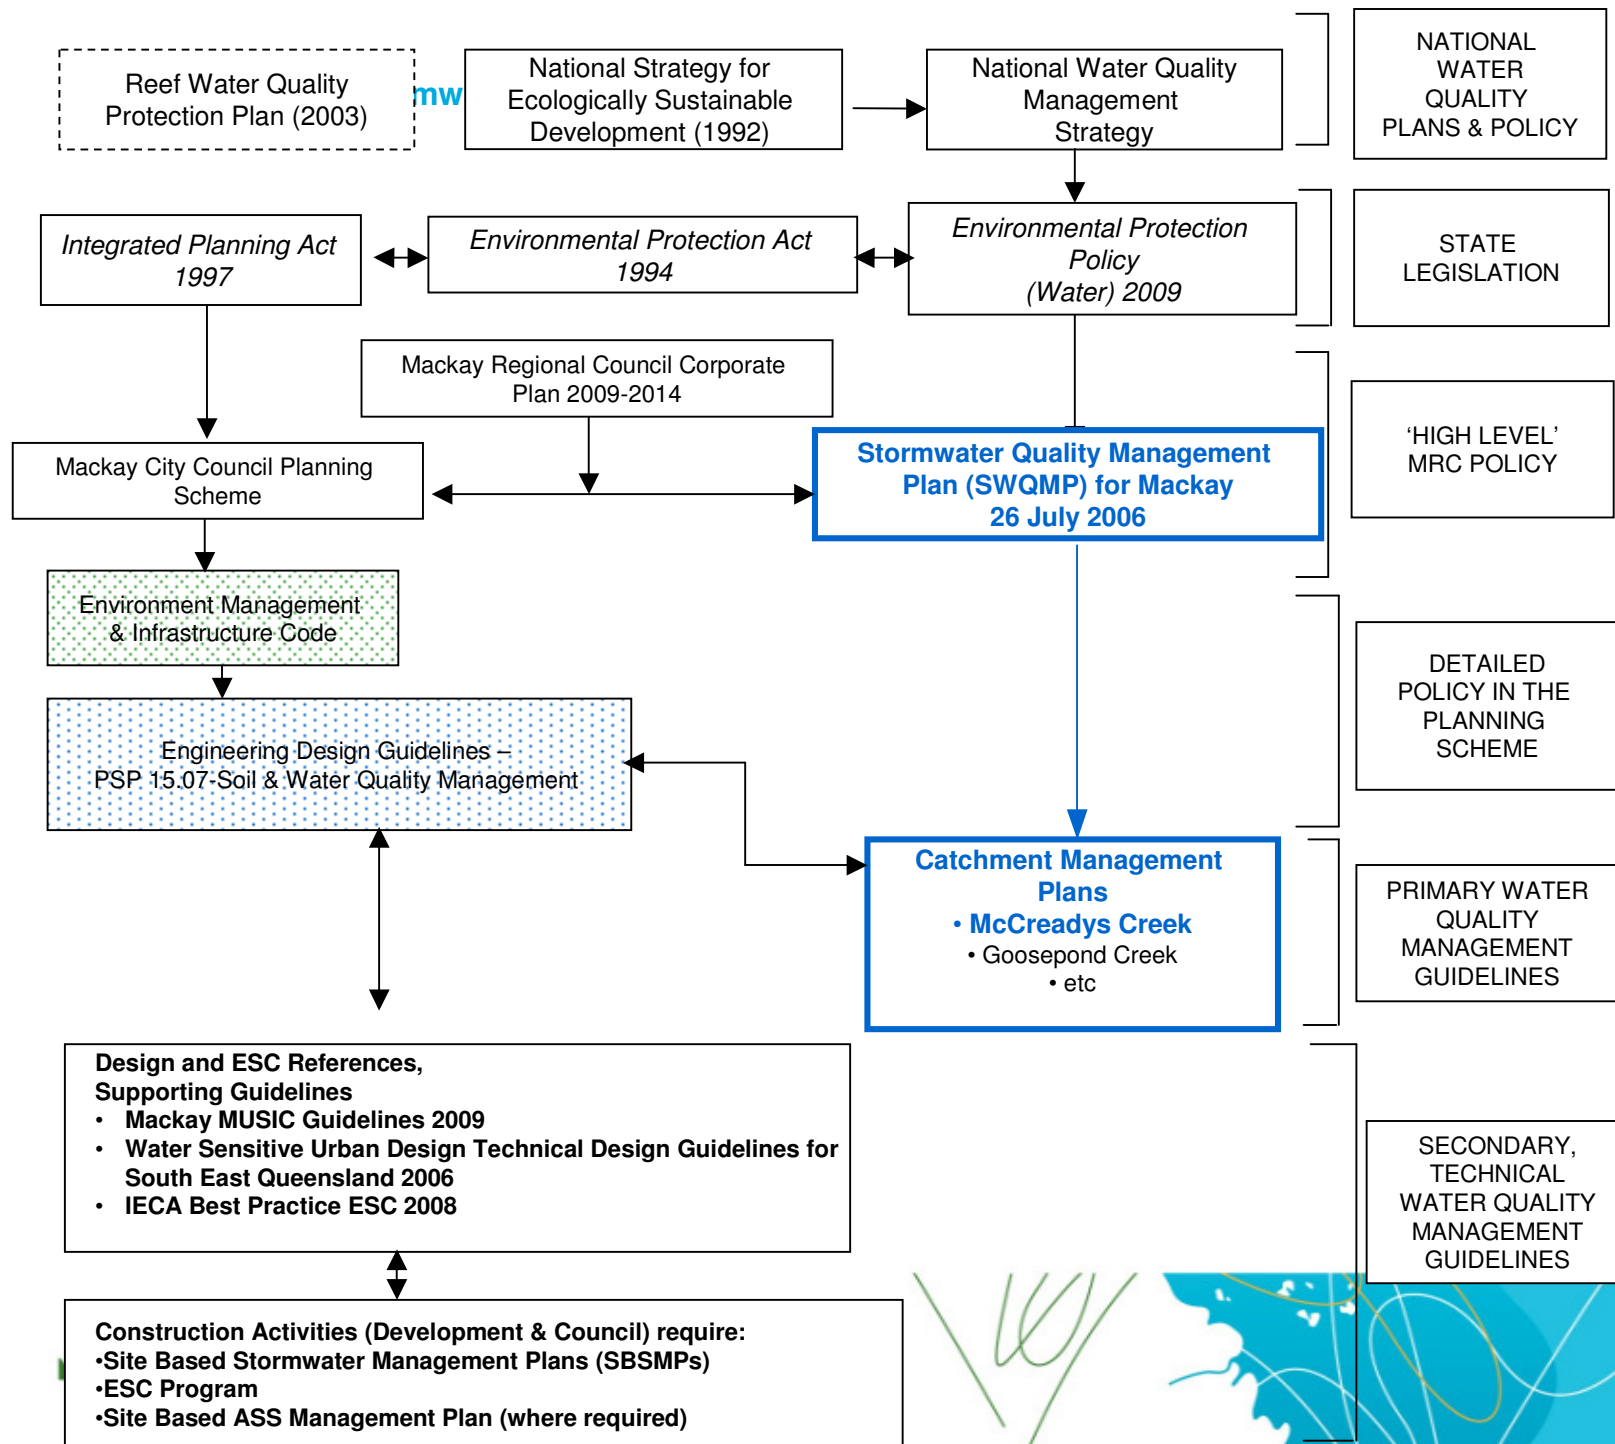 Reef Water Quality
Protection Plan (2003)
mw
National Strategy for
Ecologically Sustainable
Development (1992)
National Water Quality
Management
Strategy
NATIONAL
WATER
QUALITY
PLANS & POLICY
Integrated Planning Act
1997
Environmental Protection Act
1994
Environmental Protection
Policy
(Water) 2009
STATE
LEGISLATION
Mackay Regional Council Corporate
Plan 2009-2014
Mackay City Council Planning
Scheme
Stormwater Quality Management
Plan (SWQMP) for Mackay
26 July 2006
‘HIGH LEVEL’
MRC POLICY
Environment Management
& Infrastructure Code
Engineering Design Guidelines –
PSP 15.07-Soil & Water Quality Management
DETAILED
POLICY IN THE
PLANNING
SCHEME
Catchment Management
Plans
• McCreadys Creek
• Goosepond Creek
• etc
PRIMARY WATER
QUALITY
MANAGEMENT
GUIDELINES
Design and ESC References,
Supporting Guidelines
• Mackay MUSIC Guidelines 2009
• Water Sensitive Urban Design Technical Design Guidelines for
South East Queensland 2006
• IECA Best Practice ESC 2008
SECONDARY,
TECHNICAL
WATER QUALITY
MANAGEMENT
GUIDELINES
Construction Activities (Development & Council) require:
•Site Based Stormwater Management Plans (SBSMPs)
•ESC Program
•Site Based ASS Management Plan (where required)